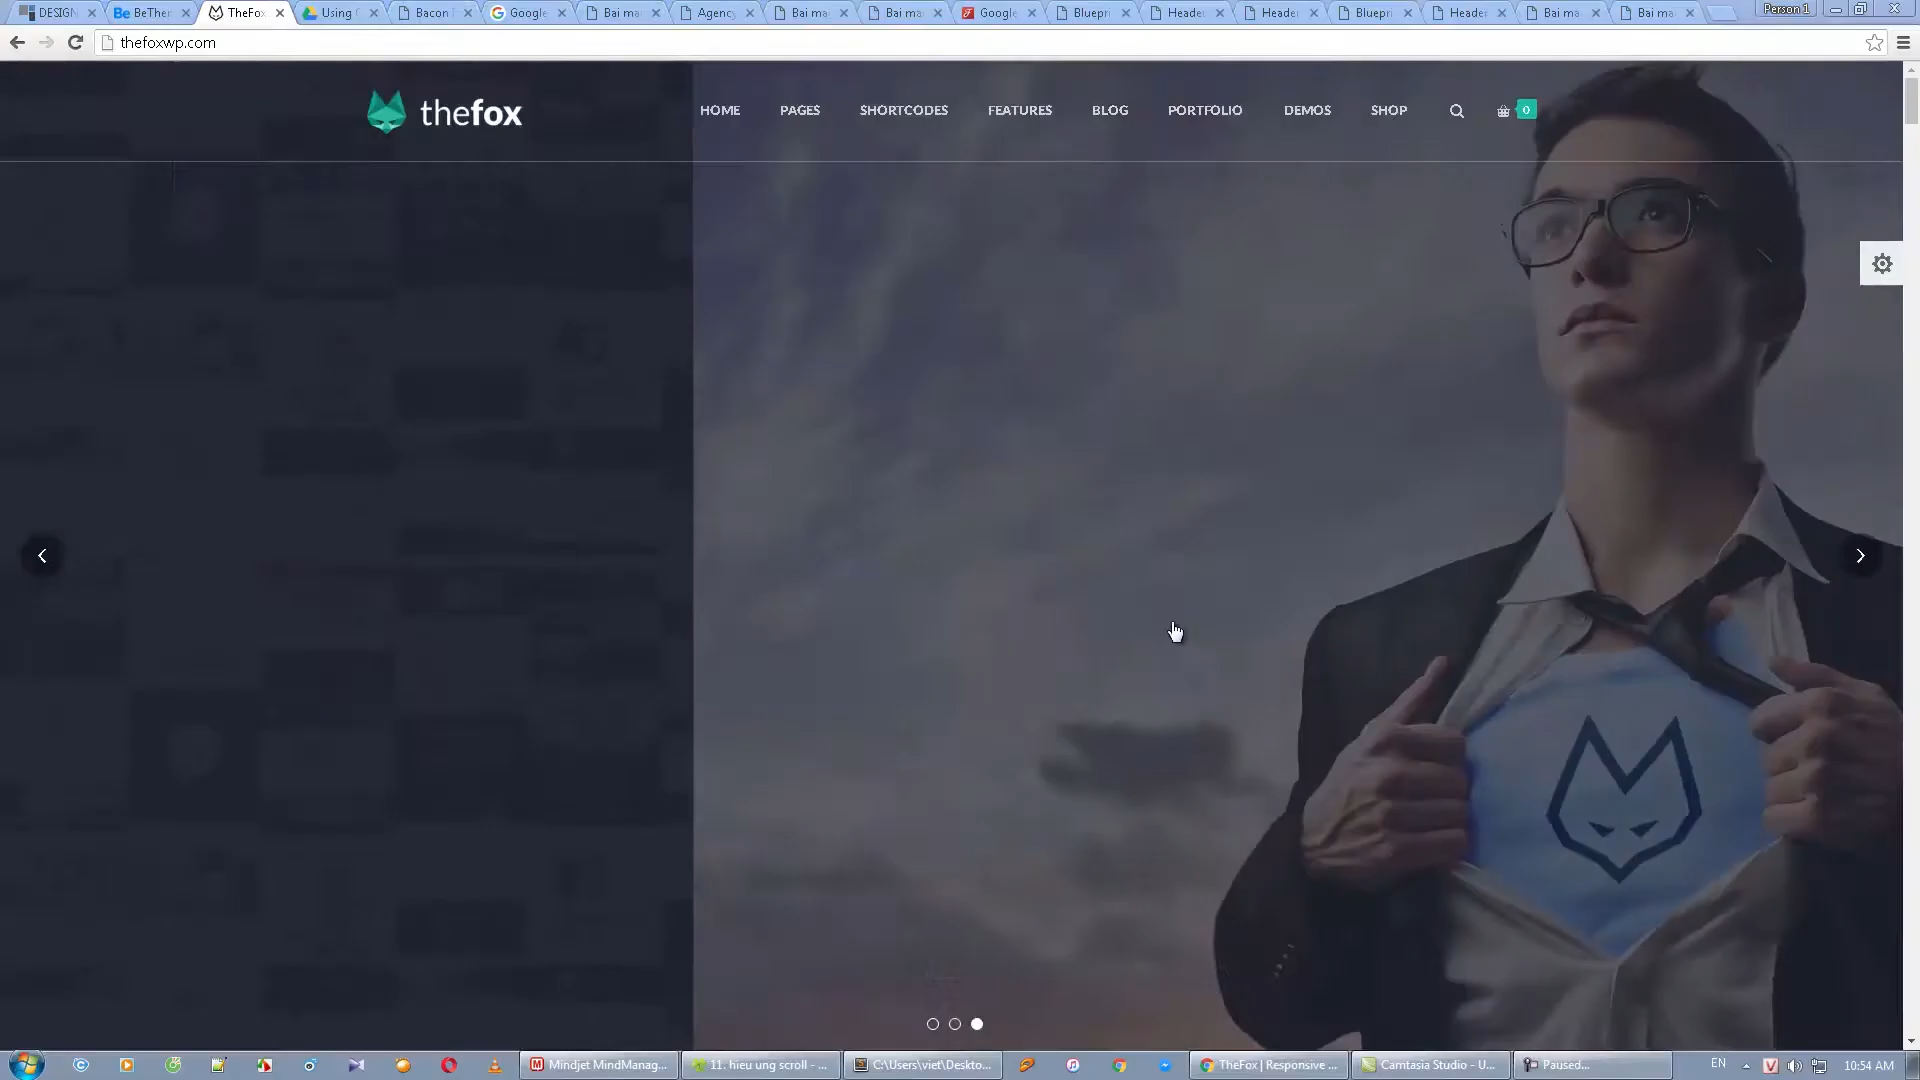 DESIGN
BeTher
TheFox
Using
Bacon
Google
Bai ma
Agency
Bai ma
Bai ma
Google
Bluepri
Header
Header
Bluepri
Header
Bai ma
Bai ma
Person 1
thefoxwp.com
thefox
HOME
PAGES
SHORTCODES
FEATURES
BLOG
PORTFOLIO
DEMOS
SHOP
0
Mindjet MindManag...
11. hieu ung scroll - ...
C:\Users\viet\Deskto...
TheFox | Responsive ...
Camtasia Studio - U...
Paused...
EN
10:54 AM